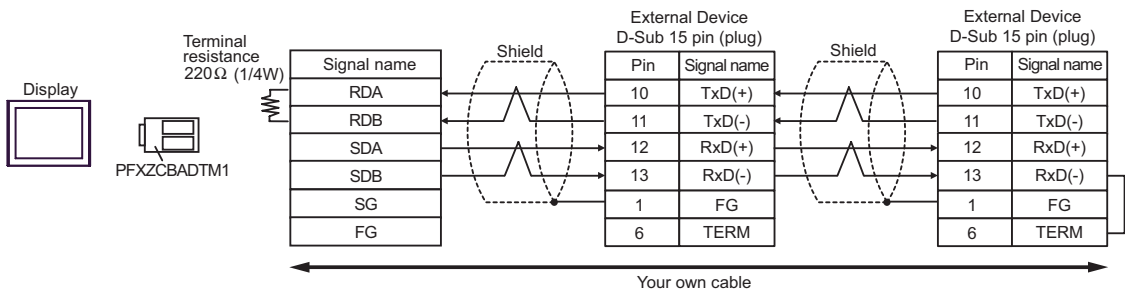 Display
PFXZCBADTM1
Terminal
resistance
220Ω (1/4W)
Signal name
RDA
RDB
SDA
SDB
SG
FG
Shield
External Device
D-Sub 15 pin (plug)
Pin Signal name
10 TxD(+)
11 TxD(-)
12 RxD(+)
13 RxD(-)
1 FG
6 TERM
Shield
External Device
D-Sub 15 pin (plug)
Pin Signal name
10 TxD(+)
11 TxD(-)
12 RxD(+)
13 RxD(-)
1 FG
6 TERM
Your own cable